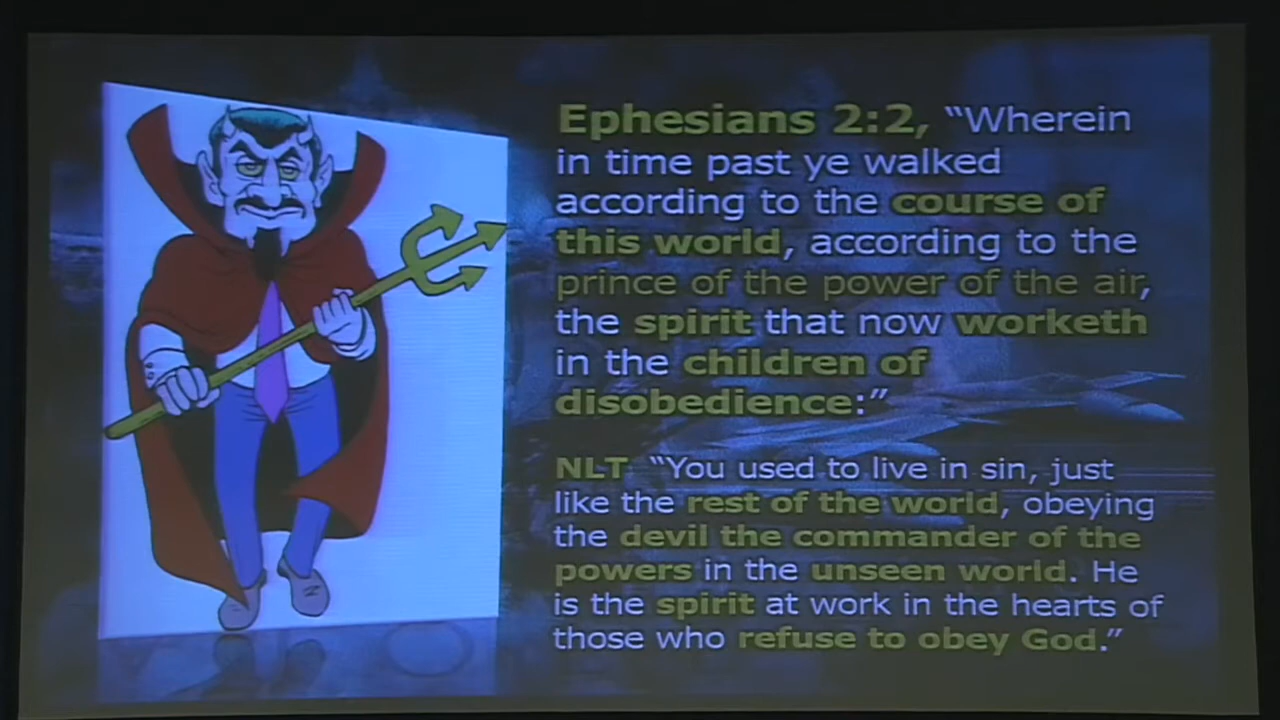 Ephesians 2:2, “Wherein
in time past ye walked
according to the course of
this world, according to the
prince of the power of the air,
the spirit that now worketh
in the children of
disobedience:”
NLT “You used to live in sin, just
like the rest of the world, obeying
the devil the commander of the
powers in the unseen world. He
is the spirit at work in the hearts of
those who refuse to obey God.”